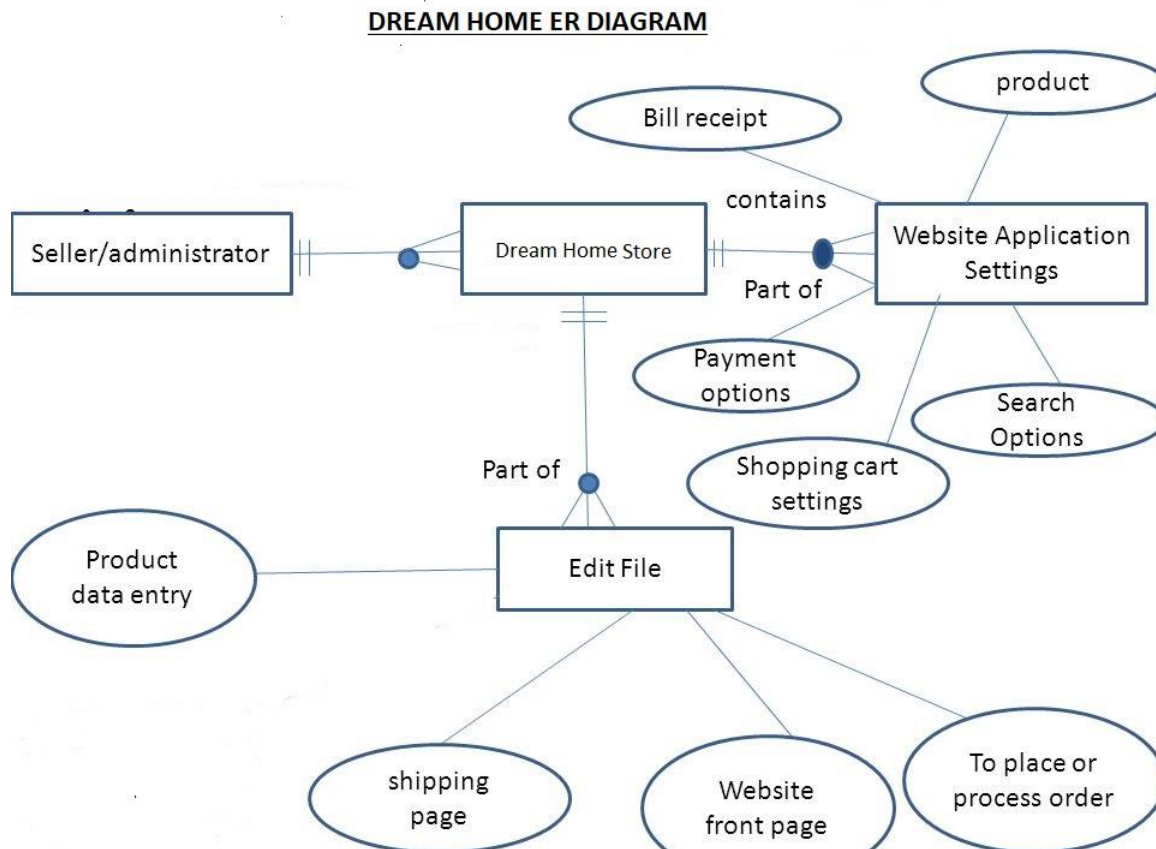 DREAM HOME ER DIAGRAM
product
Bill receipt
contains
Seller/administrator
Dream Home Store
Website Application
Settings
Part of
Payment
options
Search
Options
Shopping cart
settings
Part of
Product
data entry
Edit File
shipping
page
Website
front page
To place or
process order